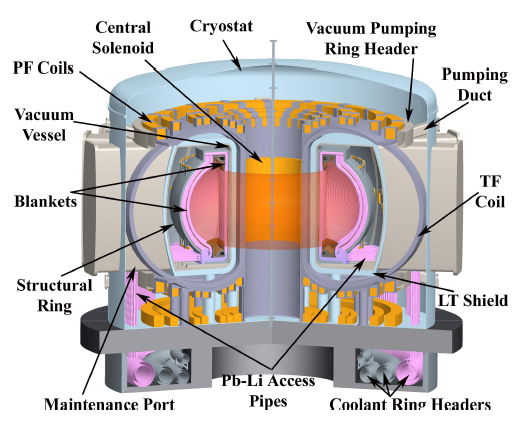 Central
Solenoid
Cryostat
Vacuum Pumping
Ring Header
PF Coils
Pumping
Duct
Vacuum
Vessel
Blankets
TF
Coil
Structural
Ring
LT Shield
Pb-Li Access
Pipes
Maintenance Port
Coolant Ring Headers